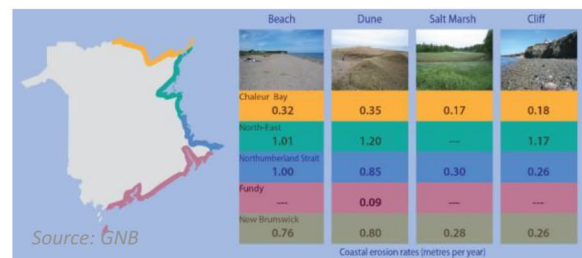 Beach Dune Salt Marsh Cliff
Chaleur Bay
0.32 0.35 0.17 0.18
North-East
1.01 1.20 --- 1.17
Northumberland Strait
1.00 0.85 0.30 0.26
Fundy
--- 0.09 --- ---
New Brunswick
0.76 0.80 0.28 0.26
Source: GNB
Coastal erosion rates (metres per year)